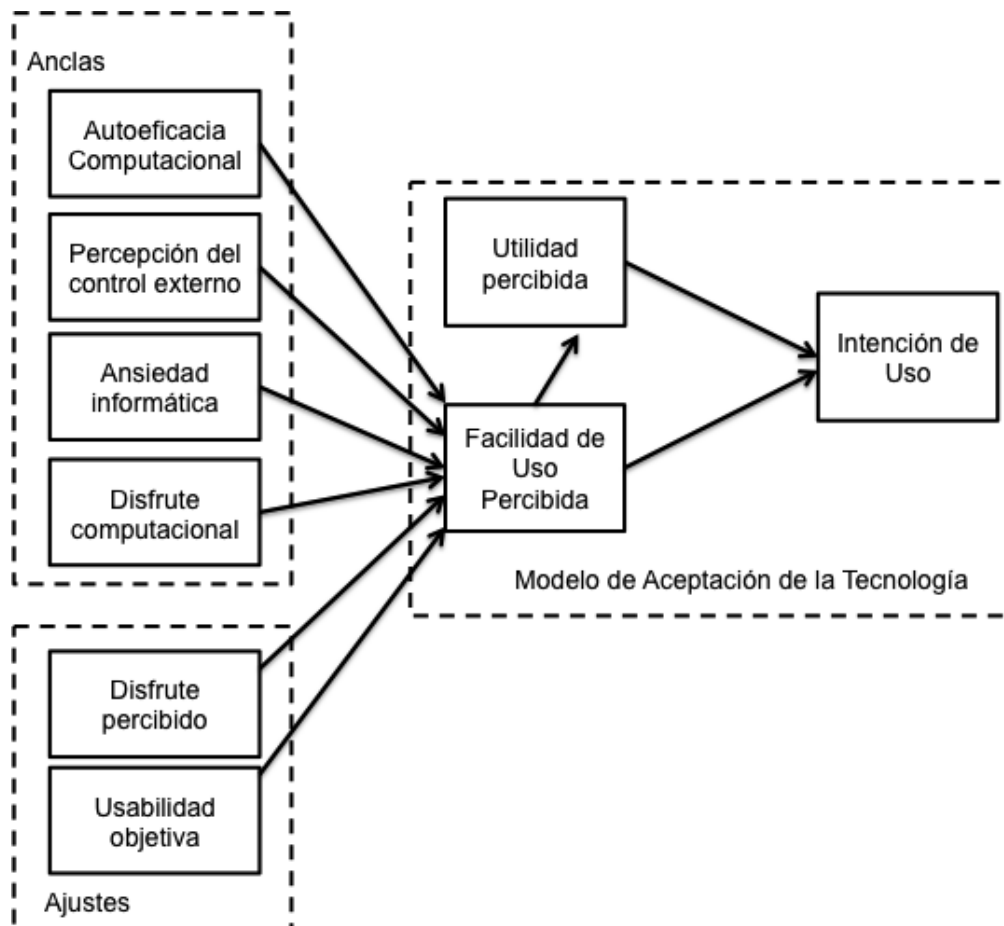 Anclas
Autoeficacia
Computacional
Percepción del
control externo
Ansiedad
informática
Disfrute
computacional
Utilidad
percibida
Intención de
Uso
Facilidad de
Uso
Percibida
Modelo de Aceptación de la Tecnología
Disfrute
percibido
Usabilidad
objetiva
Ajustes